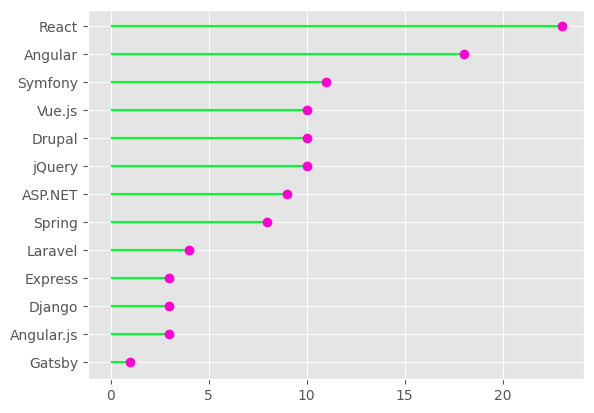 React
Angular
Symfony
Vue.js
Drupal
jQuery
ASP.NET
Spring
Laravel
Express
Django
Angular.js
Gatsby
0 5 10 15 20